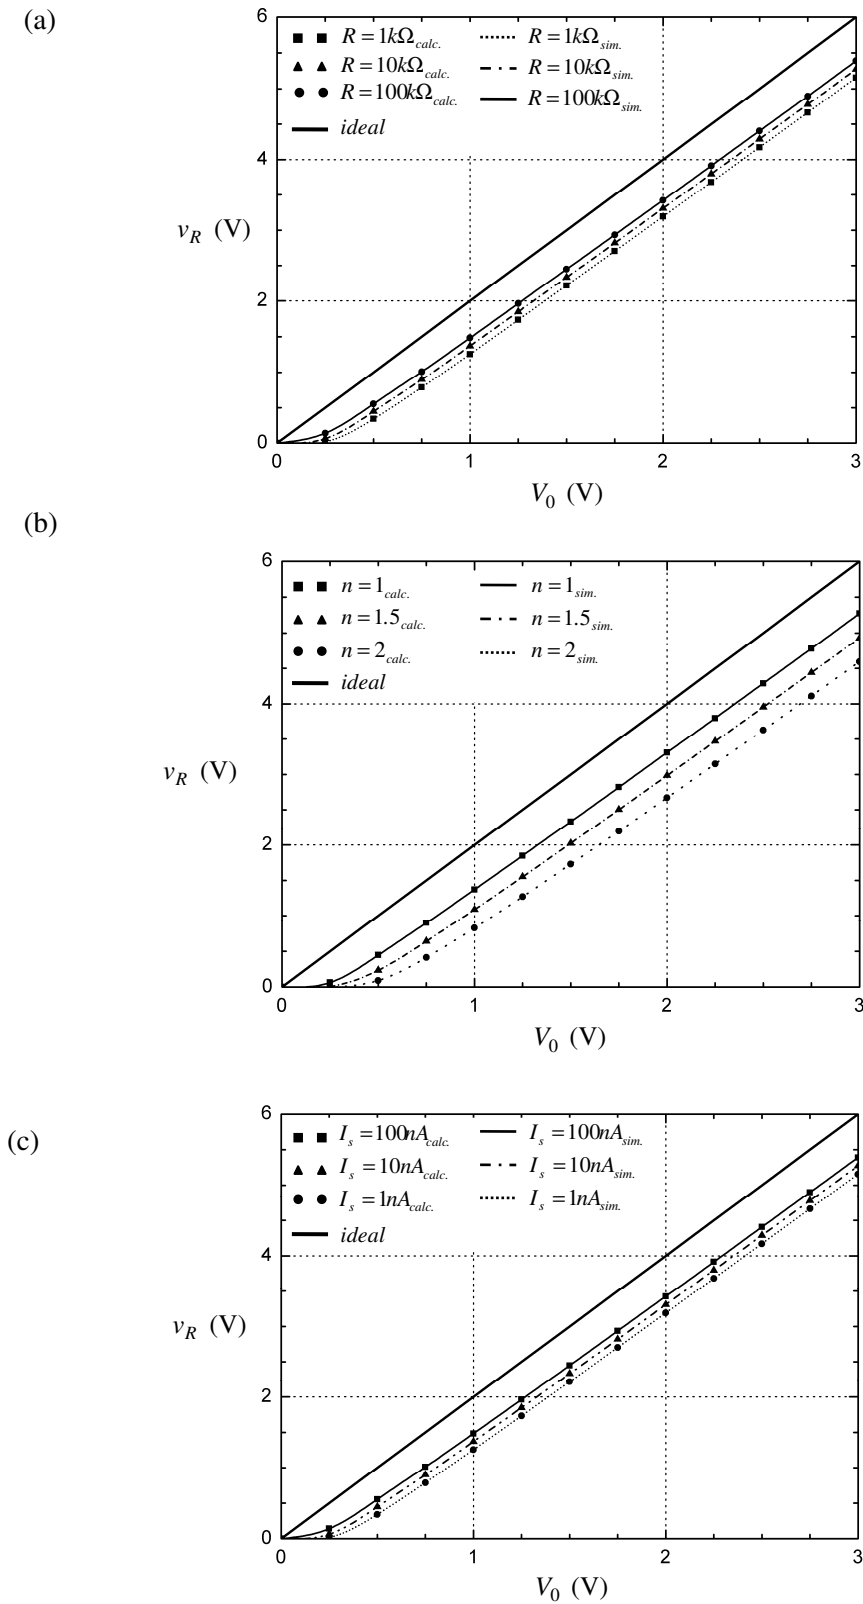 (a)
R = 1kΩcalc. R = 1kΩsim.
R = 10kΩcalc. R = 10kΩsim.
R = 100kΩcalc. R = 100kΩsim.
ideal
6
4
vR (V)
2
0
0 1 2 3
V0 (V)
(b)
6
n = 1calc. n = 1sim.
n = 1.5calc. n = 1.5sim.
n = 2calc. n = 2sim.
ideal
4
vR (V)
2
0
0 1 2 3
V0 (V)
(c)
6
Is = 100nAcalc. Is = 100nAsim.
Is = 10nAcalc. Is = 10nAsim.
Is = 1nAcalc. Is = 1nAsim.
ideal
4
vR (V)
2
0
0 1 2 3
V0 (V)